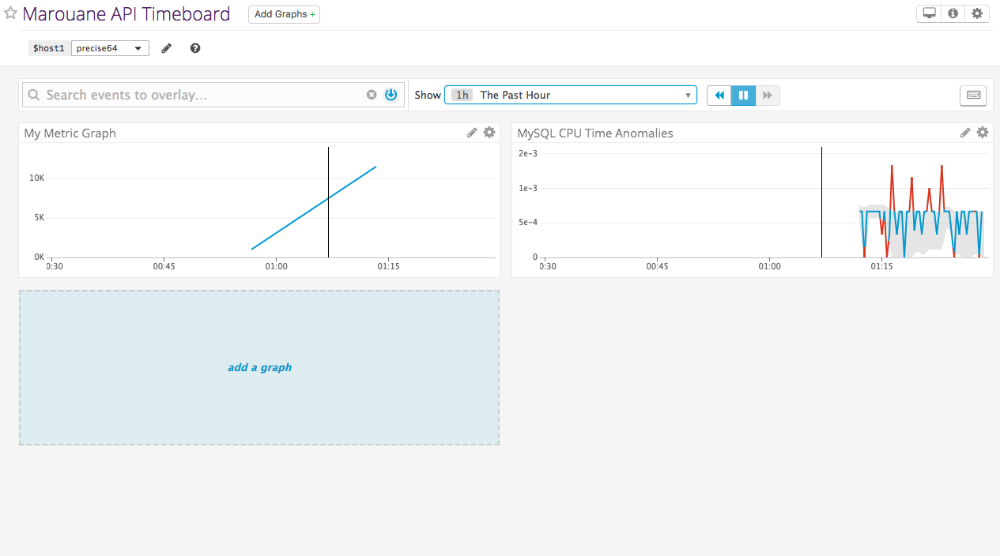 Marouane API Timeboard Add Graphs +
$host1 precise64
Search events to overlay... Show 1h The Past Hour
My Metric Graph
10K
5K
0K
0:30 00:45 01:00 01:15
MySQL CPU Time Anomalies
2e-3
1e-3
5e-4
0
0:30 00:45 01:00 01:15
add a graph